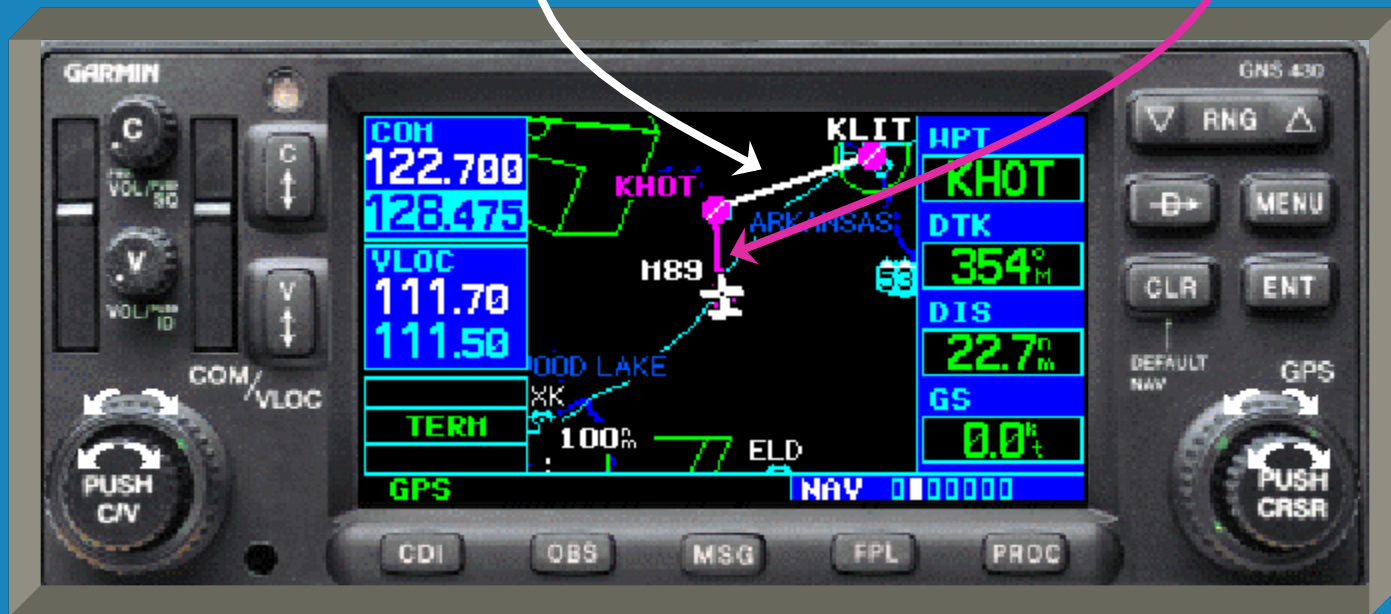 GARMIN
GNS 430
C
VOL/PUSH SQ
C
V
VOL/PUSH ID
V
COM/VLOC
PUSH
C/V
COM
122.700
128.475
VLOC
111.70
111.50
TERM
GPS
KLIT
KHOT
ARKANSAS
M89
53
OOD LAKE
XK
100nm
ELD
NAV
WPT
KHOT
DTK
354°M
DIS
22.7nm
GS
0.0kt
RNG
D
MENU
CLR
ENT
DEFAULT
NAV
GPS
PUSH
CRSR
CDI
OBS
MSG
FPL
PROC